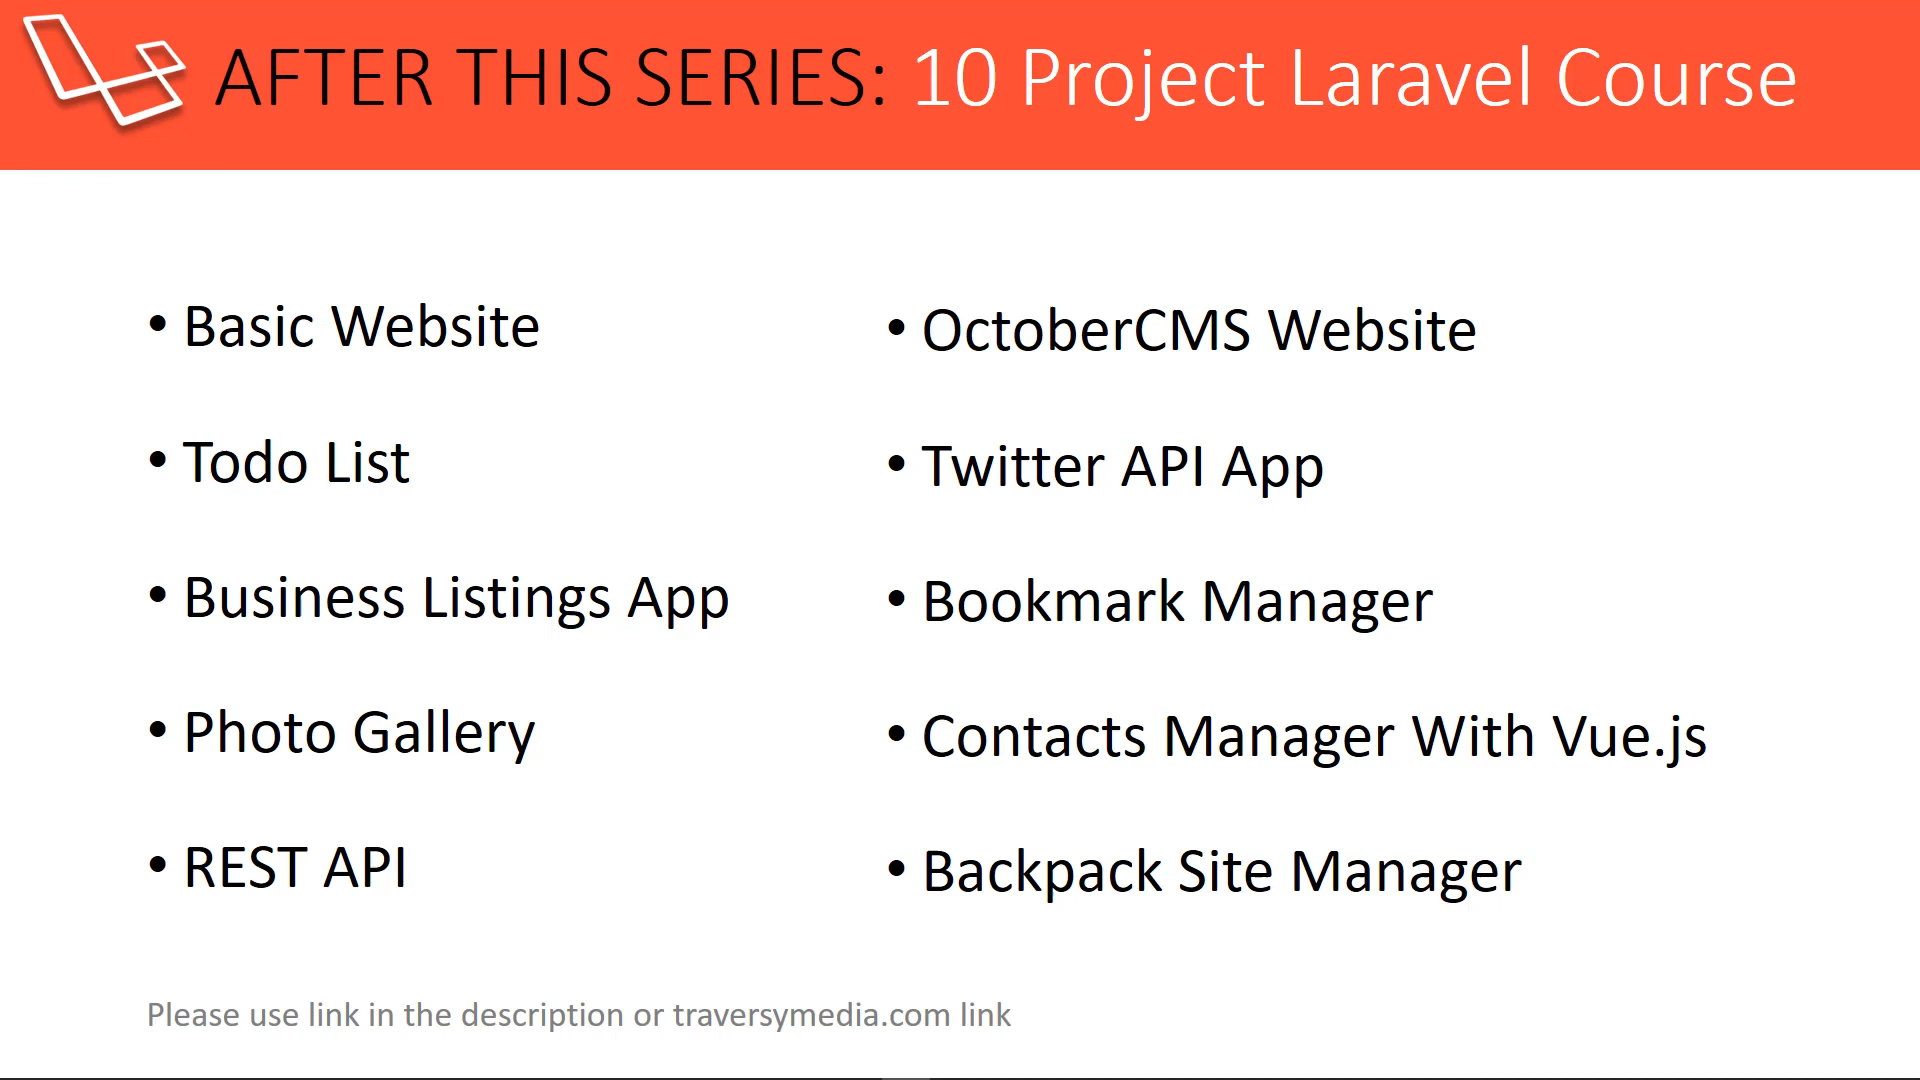 AFTER THIS SERIES: 10 Project Laravel Course
• Basic Website
• Todo List
• Business Listings App
• Photo Gallery
• REST API
• OctoberCMS Website
• Twitter API App
• Bookmark Manager
• Contacts Manager With Vue.js
• Backpack Site Manager
Please use link in the description or traversymedia.com link